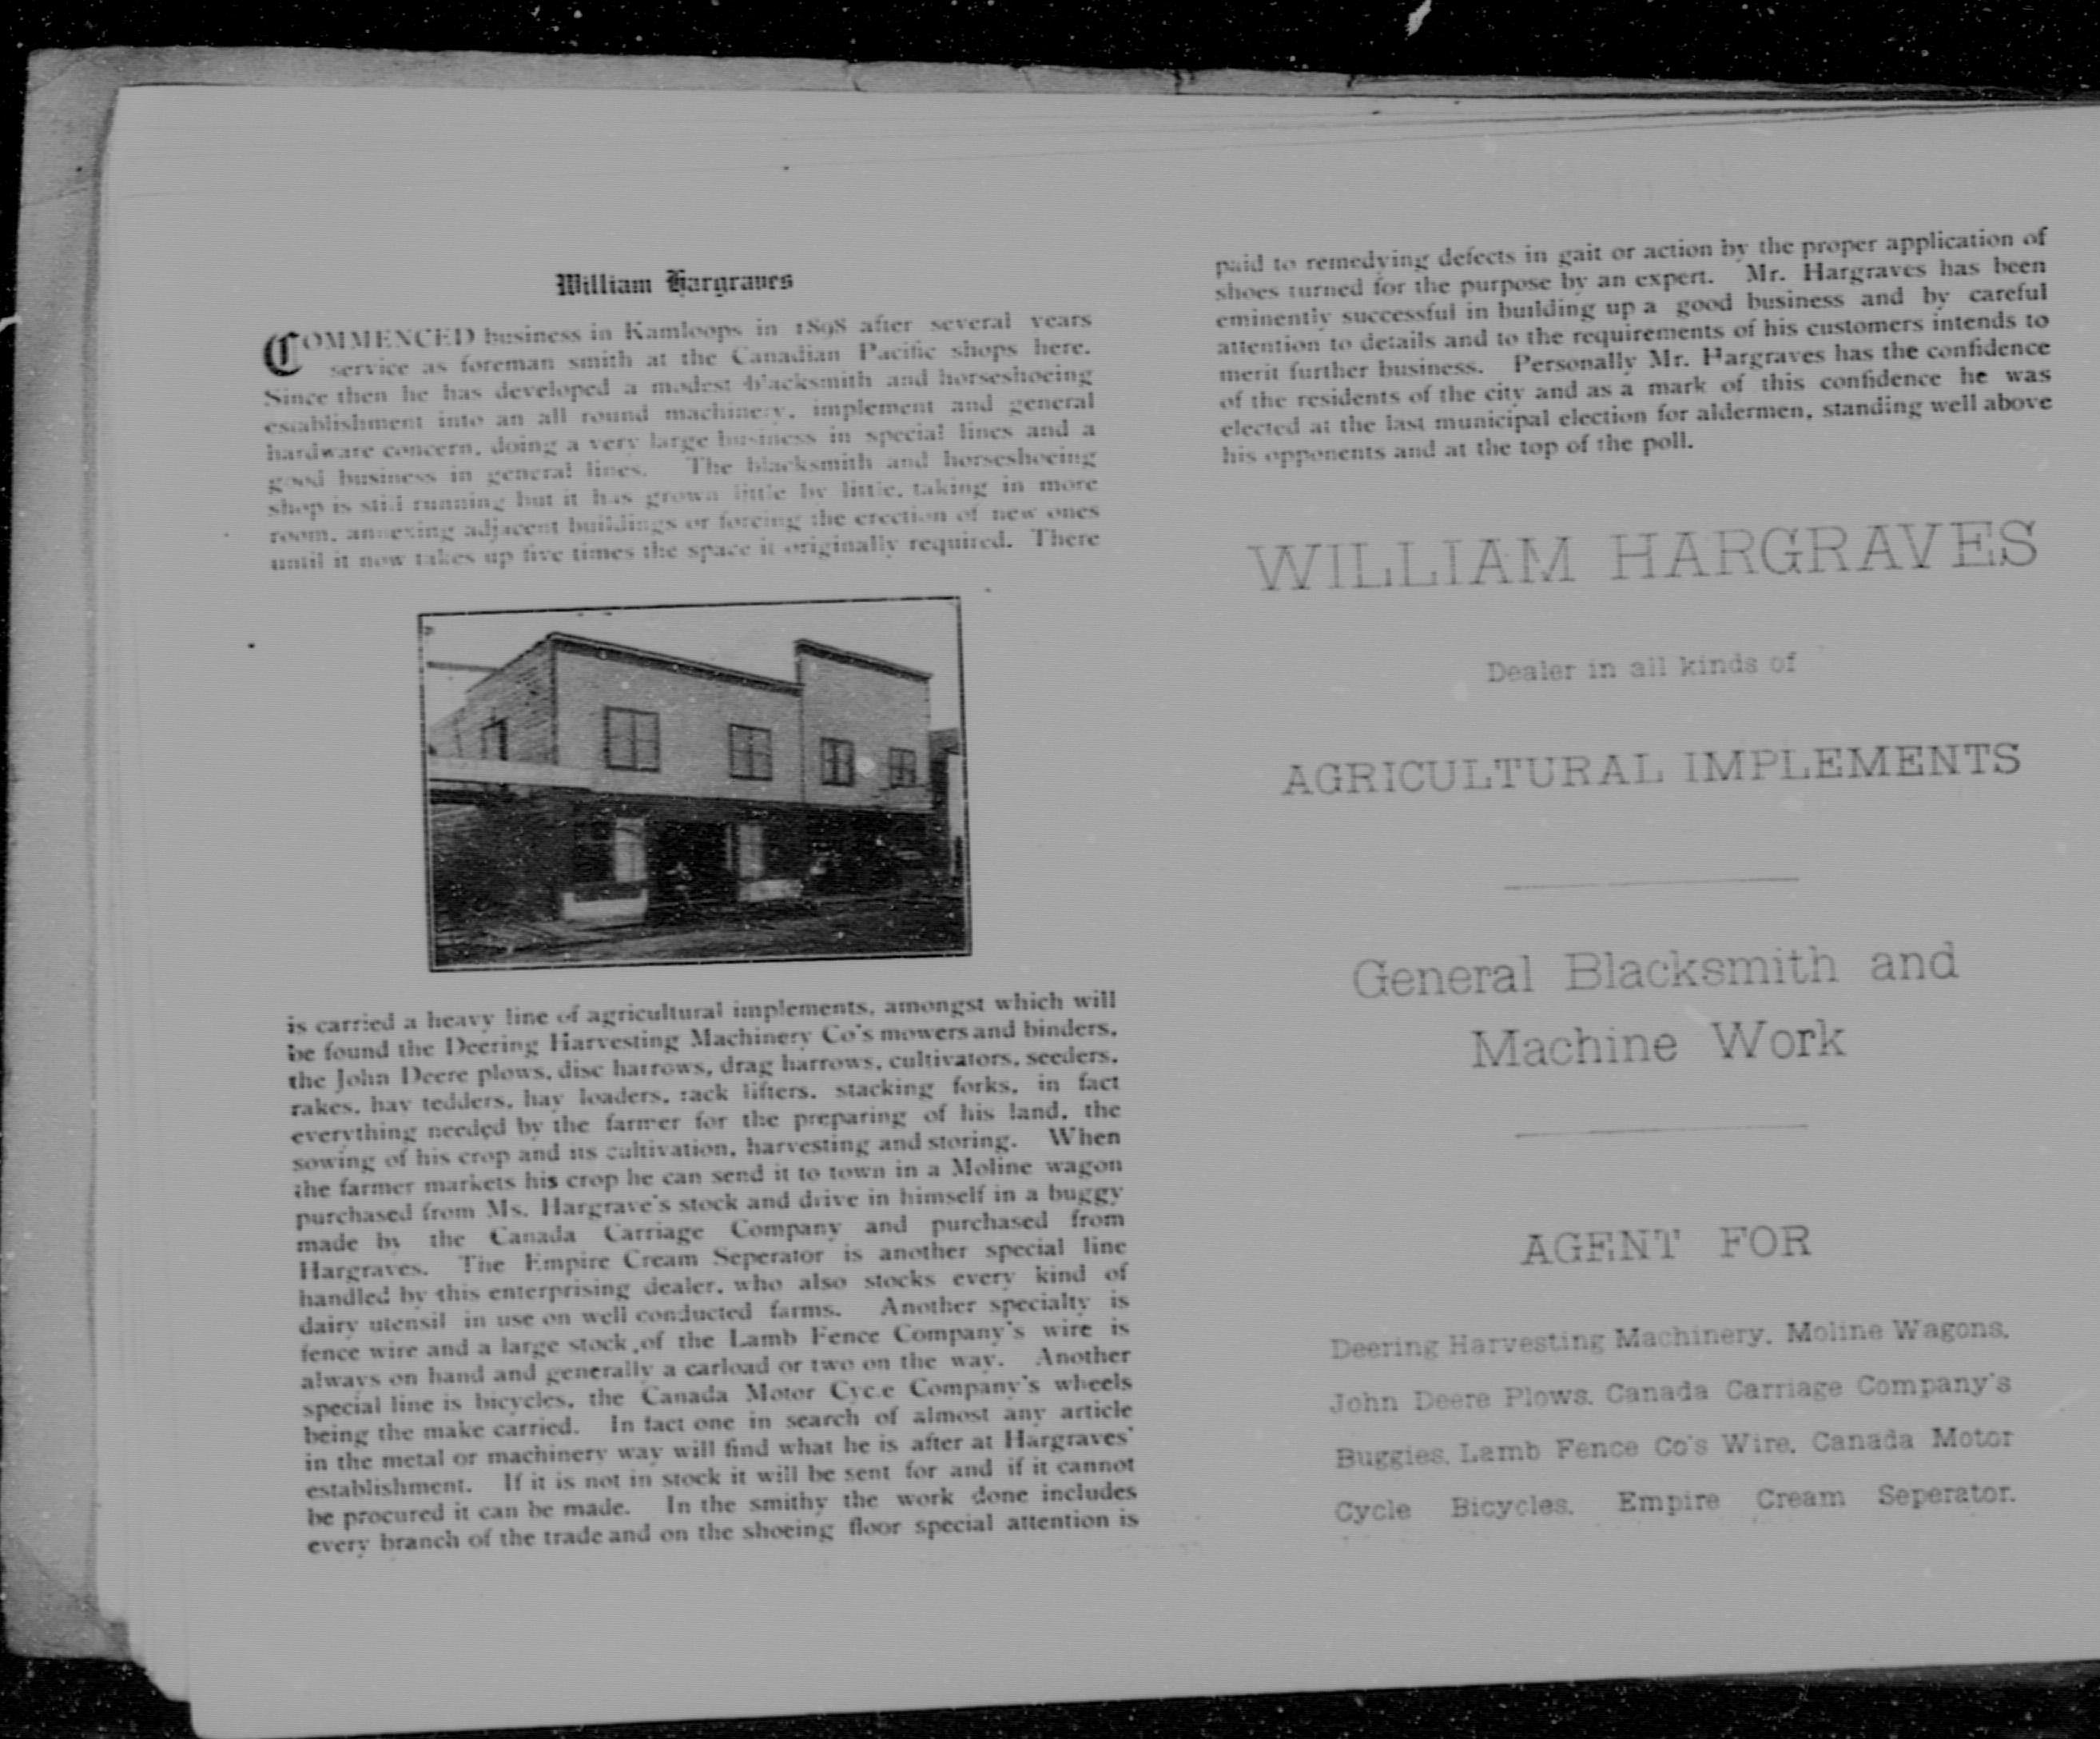 William Hargraves
COMMENCED business in Kamloops in 1898 after several years
service as foreman smith at the Canadian Pacific shops here.
Since then he has developed a modest blacksmith and horseshoeing
establishment into an all round machinery, implement and general
hardware concern, doing a very large business in special lines and a
good business in general lines. The blacksmith and horseshoeing
shop is still running but it has grown little by little, taking in more
room, annexing adjacent buildings or forcing the erection of new ones
until it now takes up five times the space it originally required. There
is carried a heavy line of agricultural implements, amongst which will
be found the Deering Harvesting Machinery Co's mowers and binders,
the John Deere plows, disc harrows, drag harrows, cultivators, seeders,
rakes, hay tedders, hay loaders, rack lifters, stacking forks, in fact
everything needed by the farmer for the preparing of his land, the
sowing of his crop and its cultivation, harvesting and storing. When
the farmer markets his crop he can send it to town in a Moline wagon
purchased from Ms. Hargrave's stock and drive in himself in a buggy
made by the Canada Carriage Company and purchased from
Hargraves. The Empire Cream Seperator is another special line
handled by this enterprising dealer, who also stocks every kind of
dairy utensil in use on well conducted farms. Another specialty is
fence wire and a large stock of the Lamb Fence Company's wire is
always on hand and generally a carload or two on the way. Another
special line is bicycles, the Canada Motor Cycle Company's wheels
being the make carried. In fact one in search of almost any article
in the metal or machinery way will find what he is after at Hargraves'
establishment. If it is not in stock it will be sent for and if it cannot
be procured it can be made. In the smithy the work done includes
every branch of the trade and on the shoeing floor special attention is
paid to remedying defects in gait or action by the proper application of
shoes turned for the purpose by an expert. Mr. Hargraves has been
eminently successful in building up a good business and by careful
attention to details and to the requirements of his customers intends to
merit further business. Personally Mr. Hargraves has the confidence
of the residents of the city and as a mark of this confidence he was
elected at the last municipal election for aldermen, standing well above
his opponents and at the top of the poll.
WILLIAM HARGRAVES
Dealer in all kinds of
AGRICULTURAL IMPLEMENTS
General Blacksmith and
Machine Work
AGENT FOR
Deering Harvesting Machinery, Moline Wagons,
John Deere Plows, Canada Carriage Company's
Buggies, Lamb Fence Co's Wire, Canada Motor
Cycle Bicycles, Empire Cream Seperator.